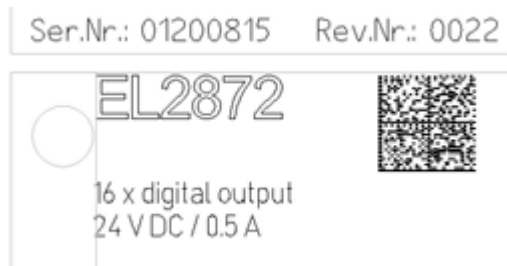 Ser.Nr.: 01200815 Rev.Nr.: 0022
EL2872
16 x digital output
24 V DC / 0.5 A